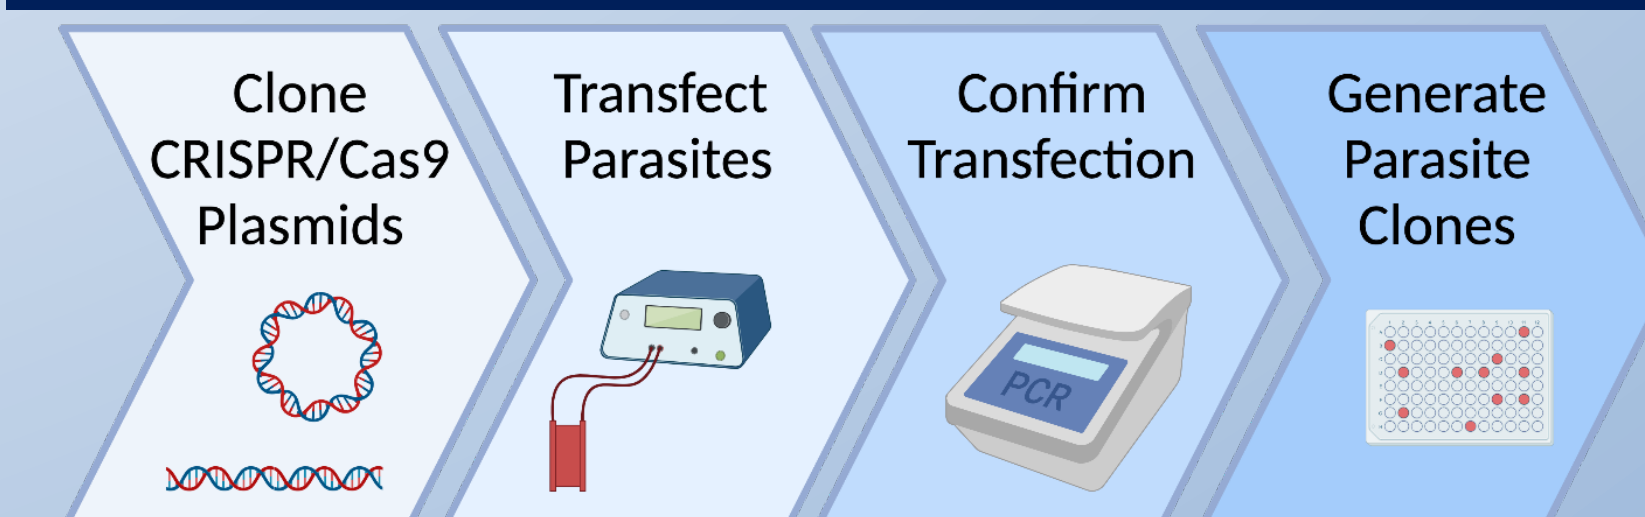 Clone
CRISPR/Cas9
Plasmids
Transfect
Parasites
Confirm
Transfection
PCR
Generate
Parasite
Clones